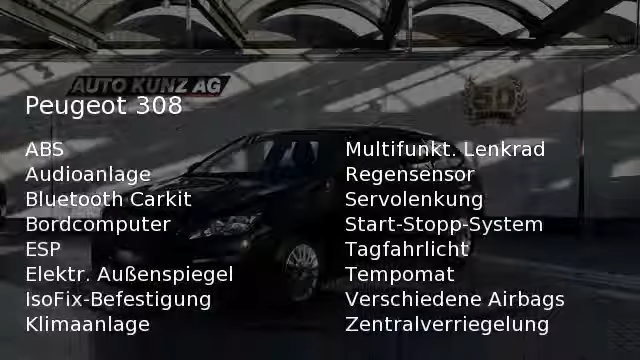 AUTO KUNZ AG
Peugeot 308
ABS
Audioanlage
Bluetooth Carkit
Bordcomputer
ESP
Elektr. Außenspiegel
IsoFix-Befestigung
Klimaanlage
Multifunkt. Lenkrad
Regensensor
Servolenkung
Start-Stopp-System
Tagfahrlicht
Tempomat
Verschiedene Airbags
Zentralverriegelung